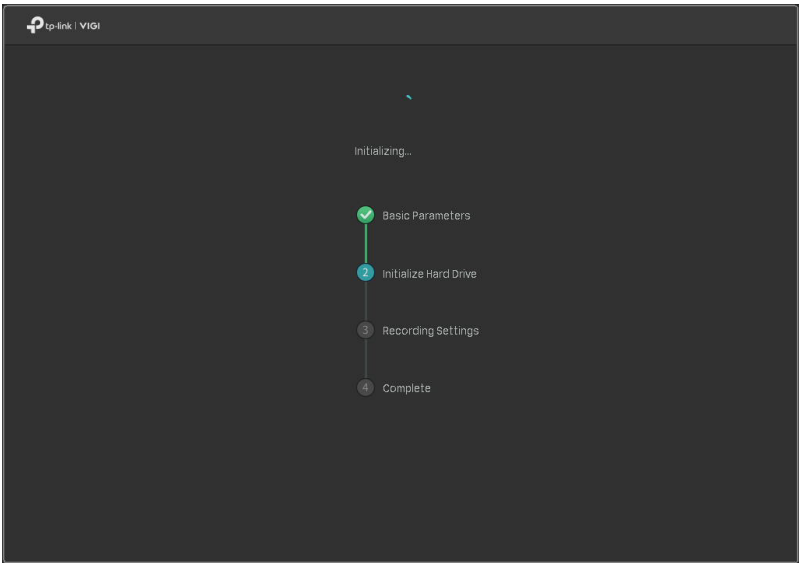 tp-link | VIGI
Initializing...
Basic Parameters
2 Initialize Hard Drive
3 Recording Settings
4 Complete